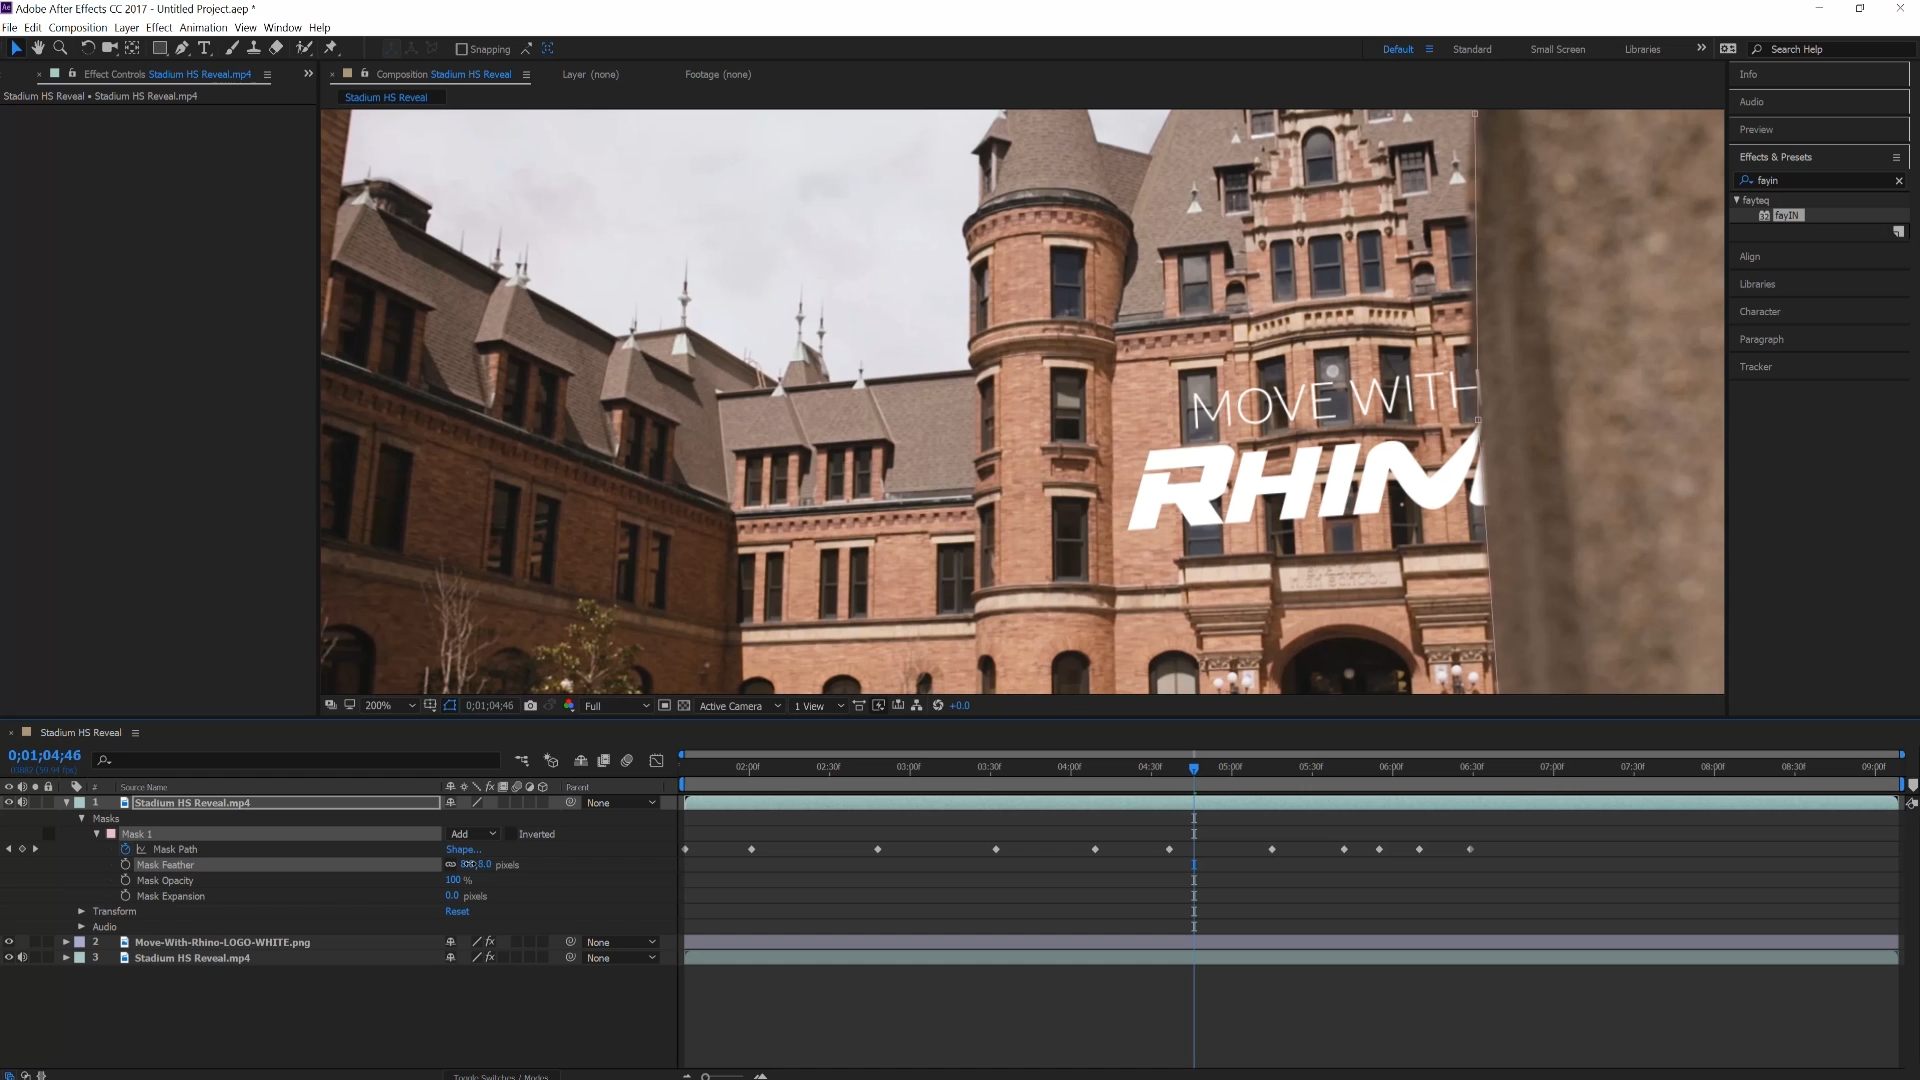 Adobe After Effects CC 2017 - Untitled Project.aep *
File Edit Composition Layer Effect Animation View Window Help
Snapping
Default Standard Small Screen Libraries Search Help
Effect Controls Stadium HS Reveal.mp4
Composition Stadium HS Reveal Layer (none) Footage (none)
Stadium HS Reveal • Stadium HS Reveal.mp4
Stadium HS Reveal
Info
Audio
Preview
Effects & Presets
fayin
fayteq
32 fayIN
Align
Libraries
Character
Paragraph
Tracker
MOVE WITH
RHIN
HIGH SCHOOL
200% 0;01;04;46 Full Active Camera 1 View +0.0
Stadium HS Reveal
0;01;04;46
02:00f 02:30f 03:00f 03:30f 04:00f 04:30f 05:00f 05:30f 06:00f 06:30f 07:00f 07:30f 08:00f 08:30f 09:00f
# Source Name Parent
1 Stadium HS Reveal.mp4 None
Masks
Mask 1 Add Inverted
Mask Path Shape...
Mask Feather 8.0 pixels
Mask Opacity 100 %
Mask Expansion 0.0 pixels
Transform Reset
Audio
2 Move-With-Rhino-LOGO-WHITE.png fx None
3 Stadium HS Reveal.mp4 fx None
Toggle Switches / Modes